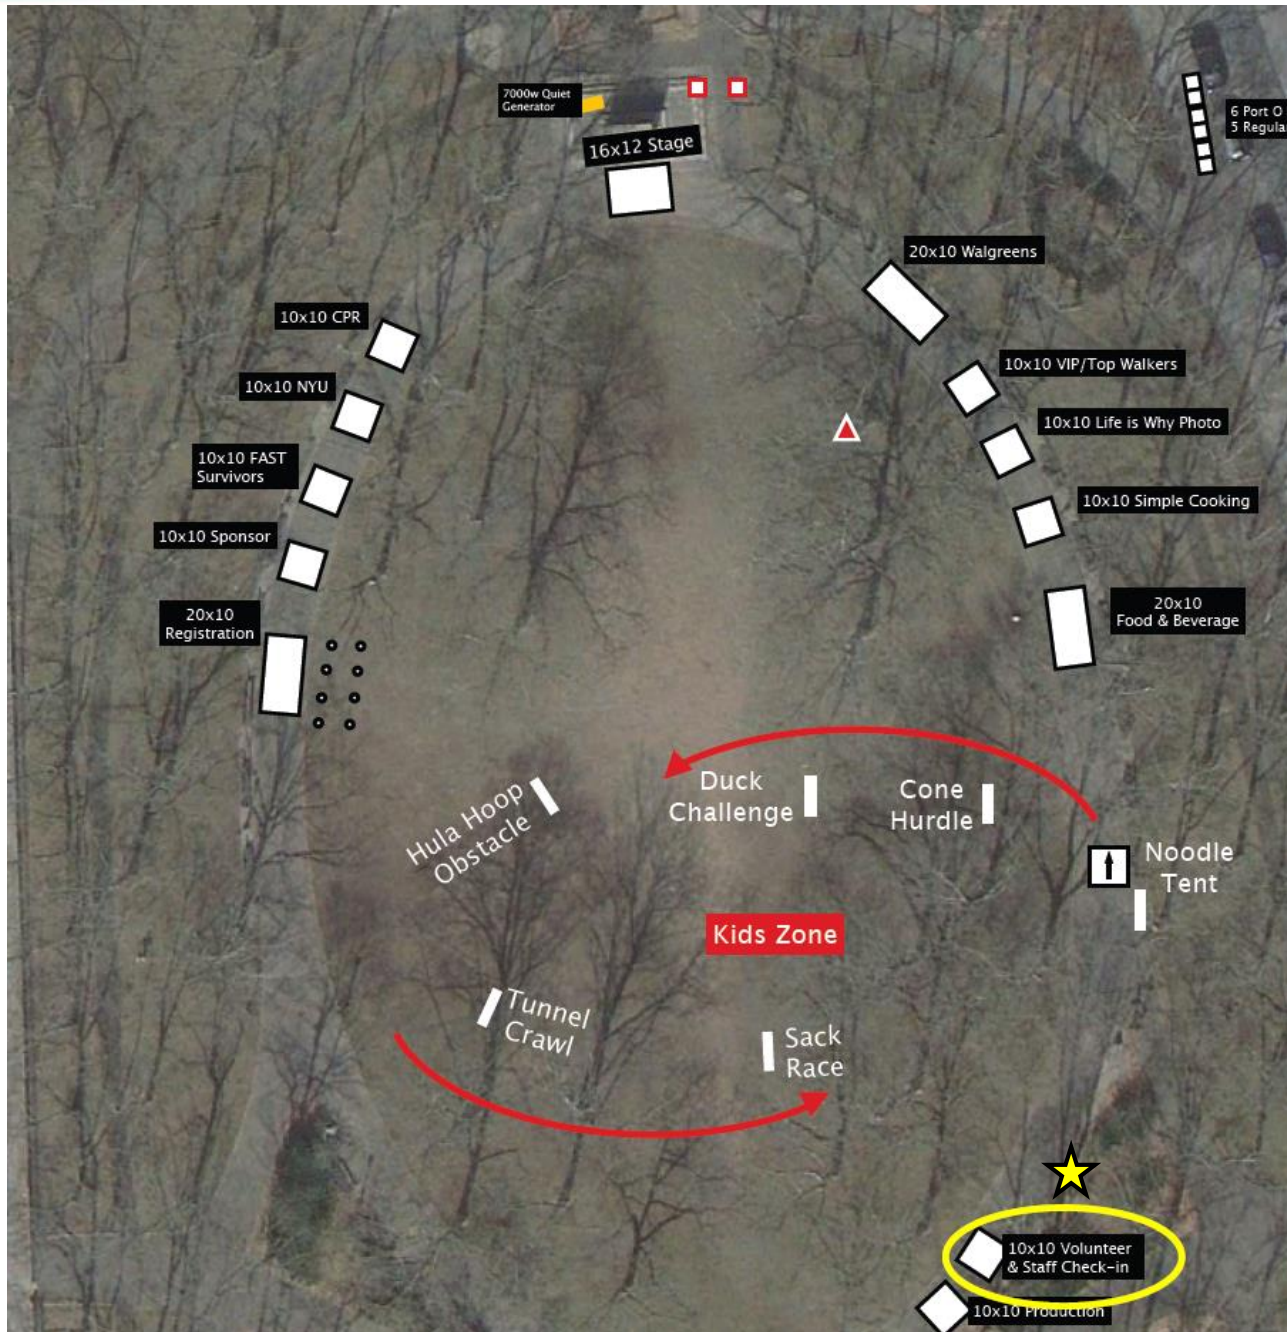 7000w Quiet
Generator
16x12 Stage
6 Port O
5 Regula
20x10 Walgreens
10x10 CPR
10x10 VIP/Top Walkers
10x10 NYU
10x10 Life is Why Photo
10x10 FAST
Survivors
10x10 Simple Cooking
10x10 Sponsor
20x10
Registration
20x10
Food & Beverage
Duck
Challenge
Cone
Hurdle
Hula Hoop
Obstacle
Noodle
Tent
Kids Zone
Tunnel
Crawl
Sack
Race
10x10 Volunteer
& Staff Check-in
10x10 Production